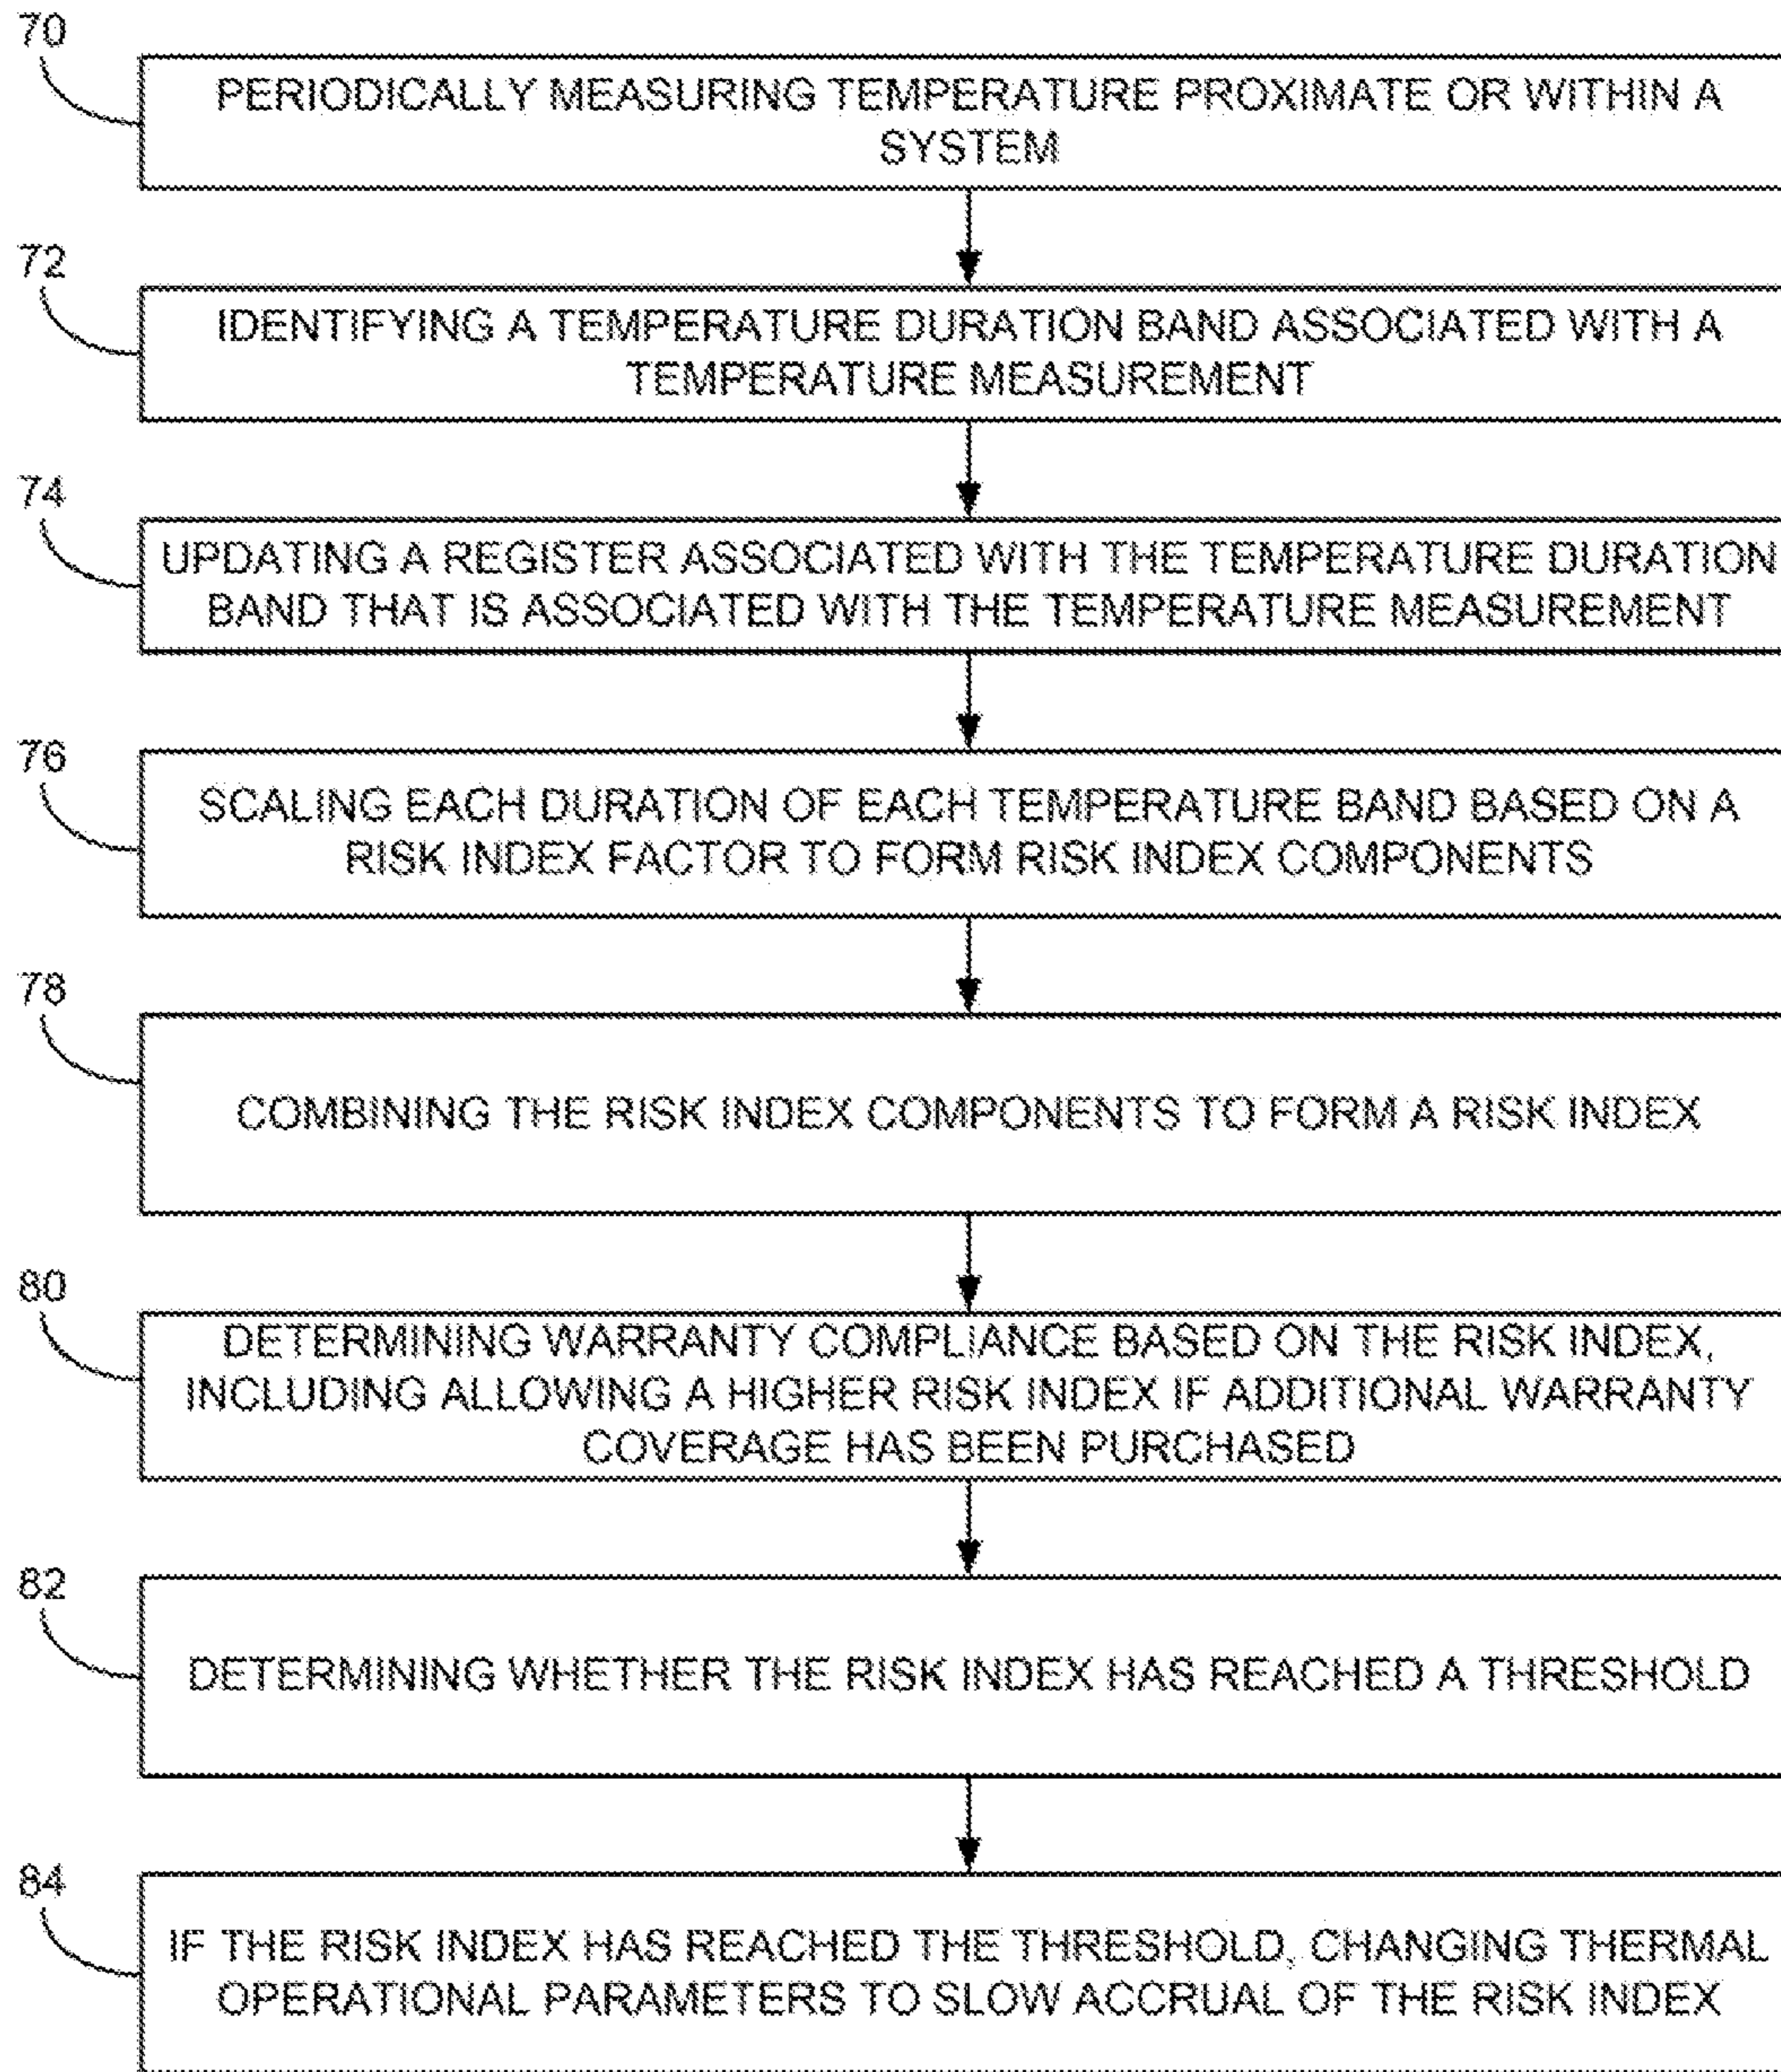 70
PERIODICALLY MEASURING TEMPERATURE PROXIMATE OR WITHIN A
SYSTEM
72
IDENTIFYING A TEMPERATURE DURATION BAND ASSOCIATED WITH A
TEMPERATURE MEASUREMENT
74
UPDATING A REGISTER ASSOCIATED WITH THE TEMPERATURE DURATION
BAND THAT IS ASSOCIATED WITH THE TEMPERATURE MEASUREMENT
76
SCALING EACH DURATION OF EACH TEMPERATURE BAND BASED ON A
RISK INDEX FACTOR TO FORM RISK INDEX COMPONENTS
78
COMBINING THE RISK INDEX COMPONENTS TO FORM A RISK INDEX
80
DETERMINING WARRANTY COMPLIANCE BASED ON THE RISK INDEX,
INCLUDING ALLOWING A HIGHER RISK INDEX IF ADDITIONAL WARRANTY
COVERAGE HAS BEEN PURCHASED
82
DETERMINING WHETHER THE RISK INDEX HAS REACHED A THRESHOLD
84
IF THE RISK INDEX HAS REACHED THE THRESHOLD, CHANGING THERMAL
OPERATIONAL PARAMETERS TO SLOW ACCRUAL OF THE RISK INDEX